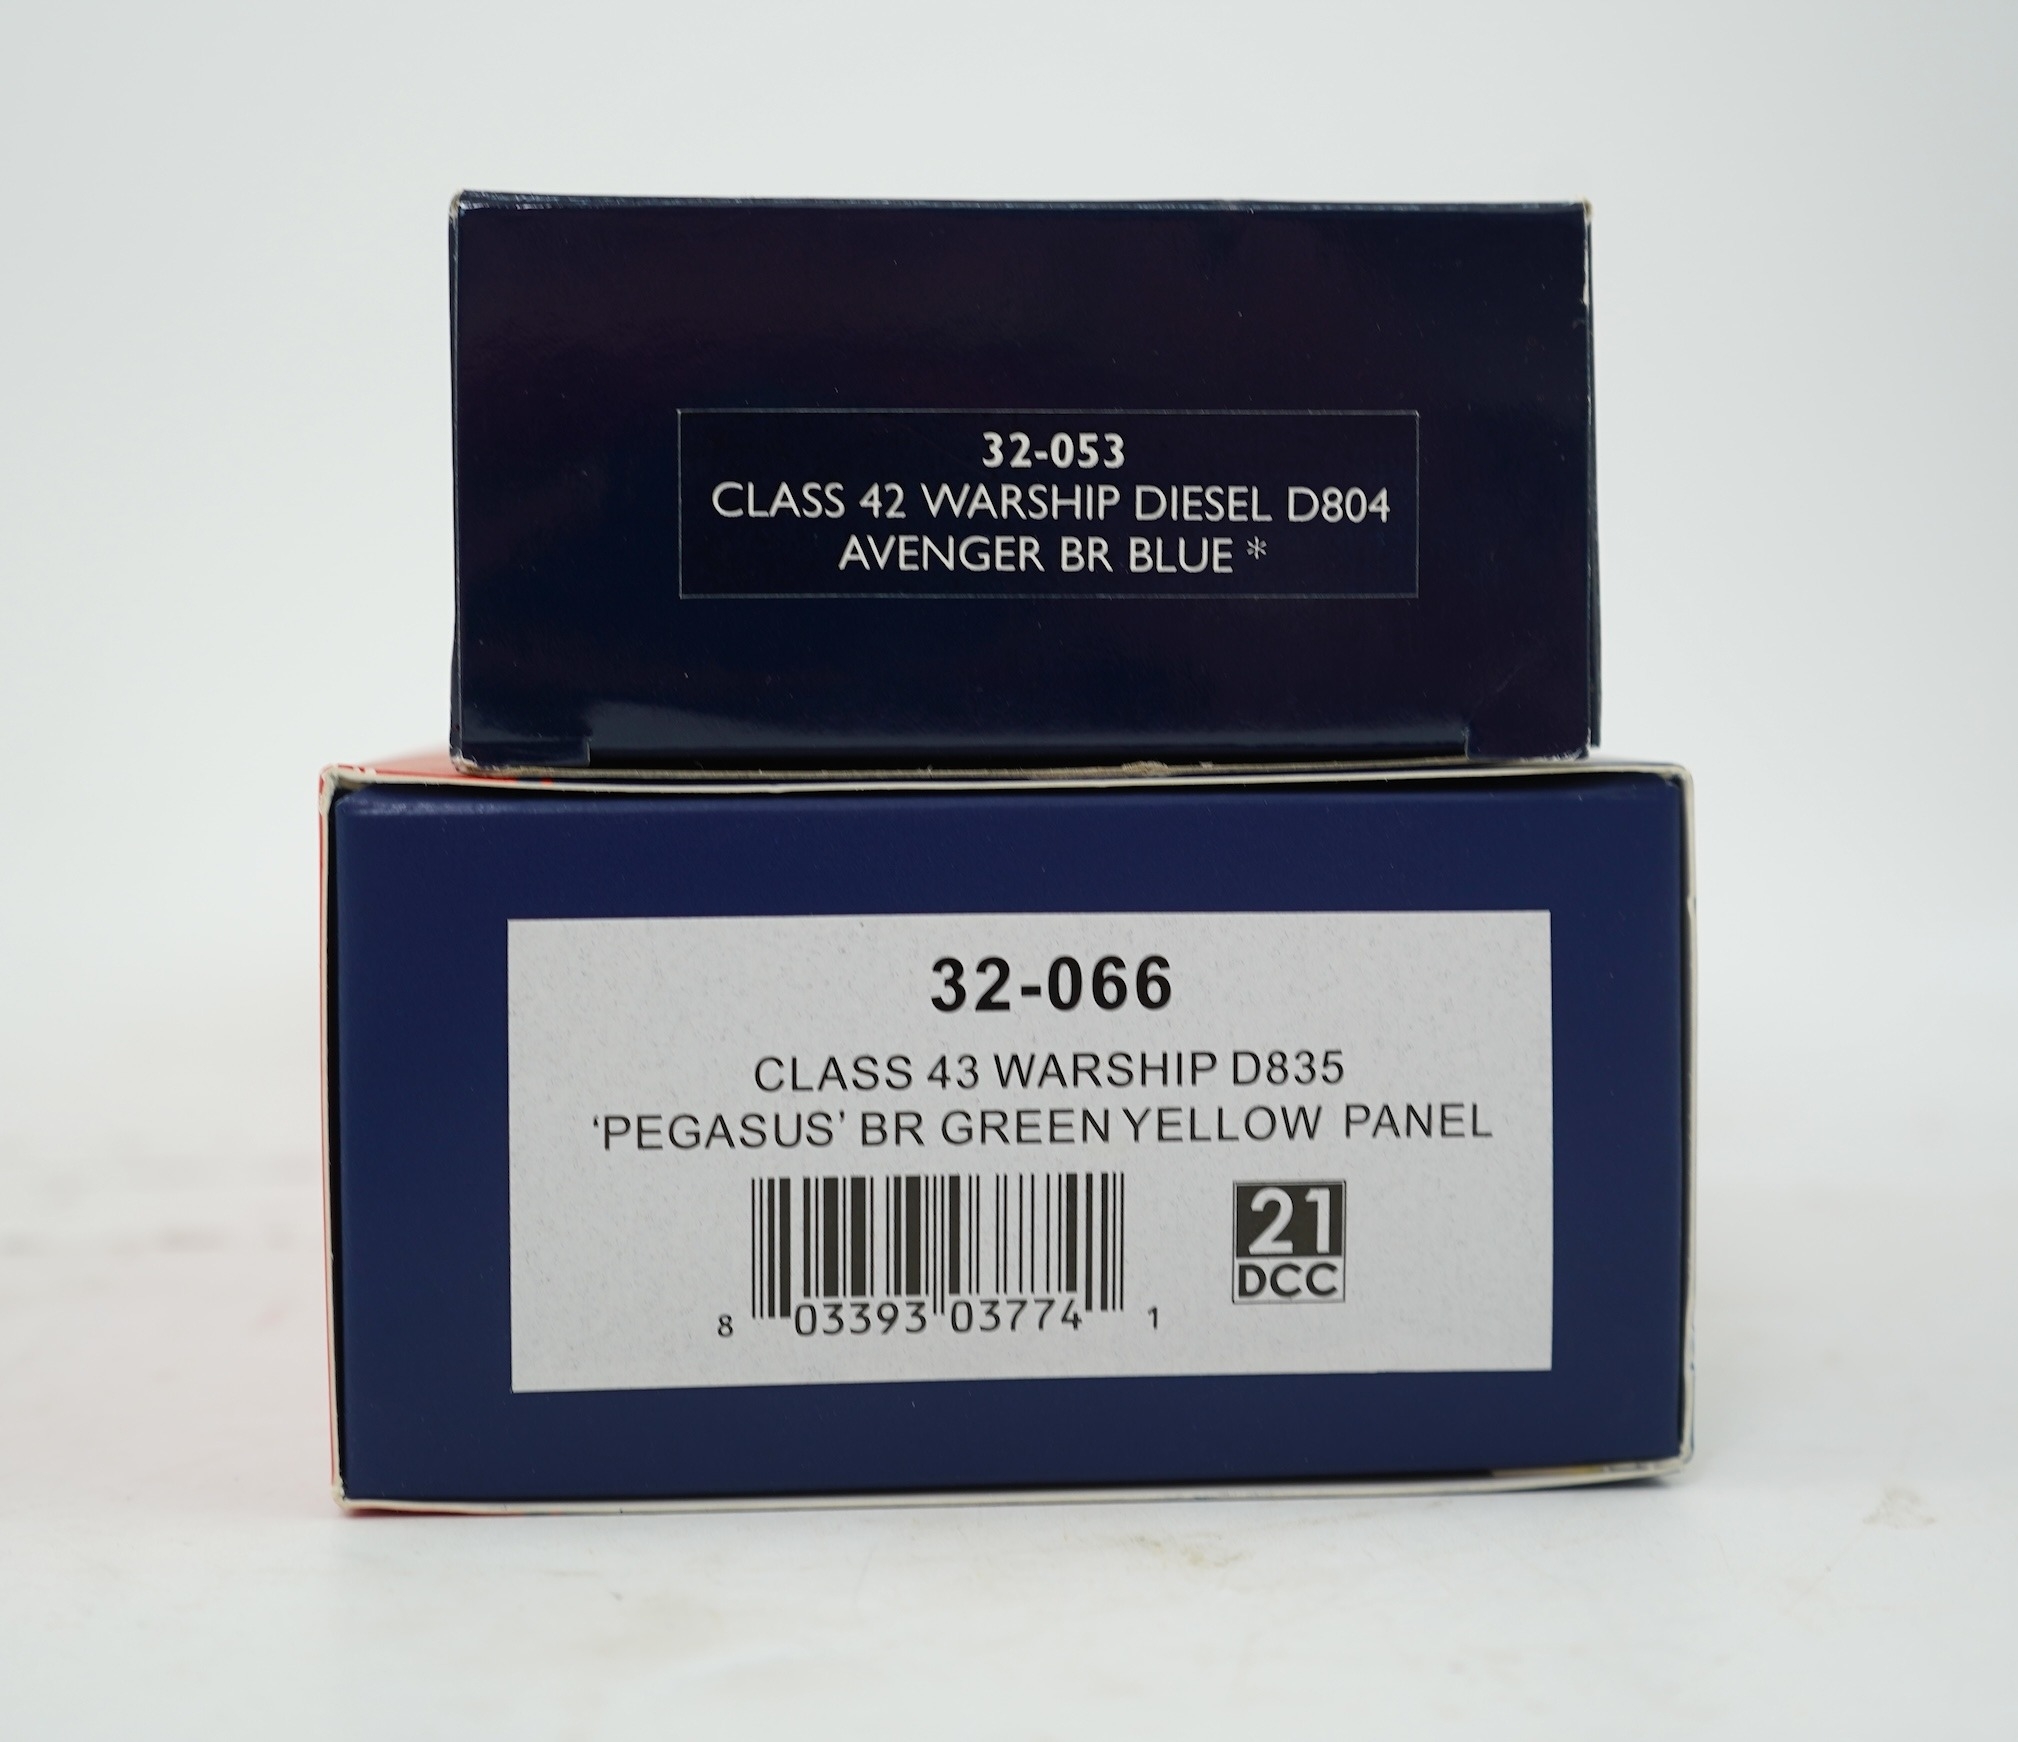 32-053
CLASS 42 WARSHIP DIESEL D804
AVENGER BR BLUE *
32-066
CLASS 43 WARSHIP D835
‘PEGASUS’ BR GREEN YELLOW PANEL
8 03393 03774 1
21
DCC